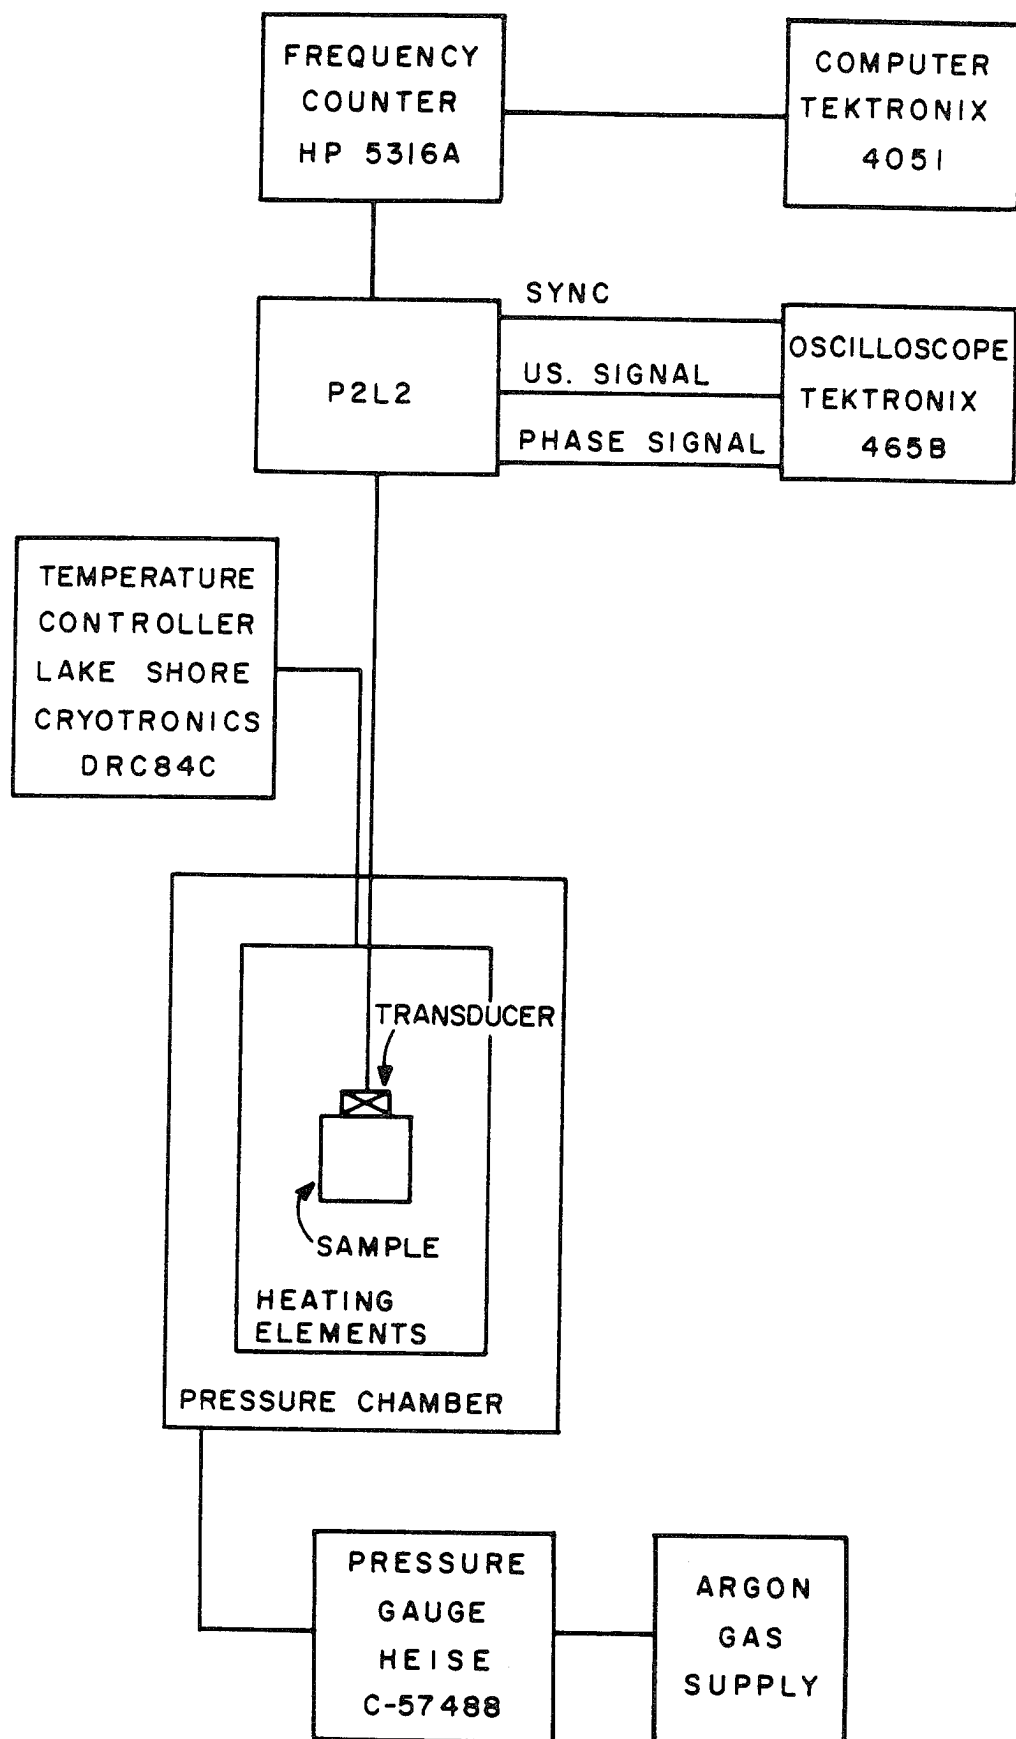 FREQUENCY
COUNTER
HP 5316A
COMPUTER
TEKTRONIX
4051
SYNC
US. SIGNAL
PHASE SIGNAL
P2L2
OSCILLOSCOPE
TEKTRONIX
465B
TEMPERATURE
CONTROLLER
LAKE SHORE
CRYOTRONICS
DRC84C
TRANSDUCER
SAMPLE
HEATING
ELEMENTS
PRESSURE CHAMBER
PRESSURE
GAUGE
HEISE
C-57488
ARGON
GAS
SUPPLY